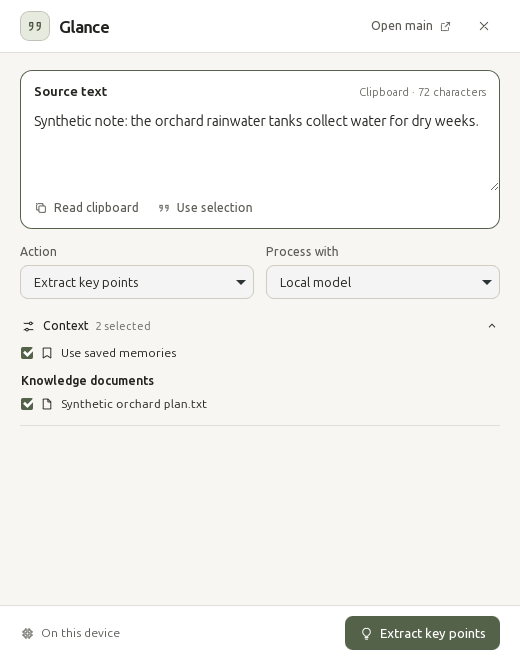 Glance
Open main
Source text
Clipboard · 72 characters
Synthetic note: the orchard rainwater tanks collect water for dry weeks.
Read clipboard
Use selection
Action
Process with
Extract key points
Local model
Context 2 selected
Use saved memories
Knowledge documents
Synthetic orchard plan.txt
On this device
Extract key points